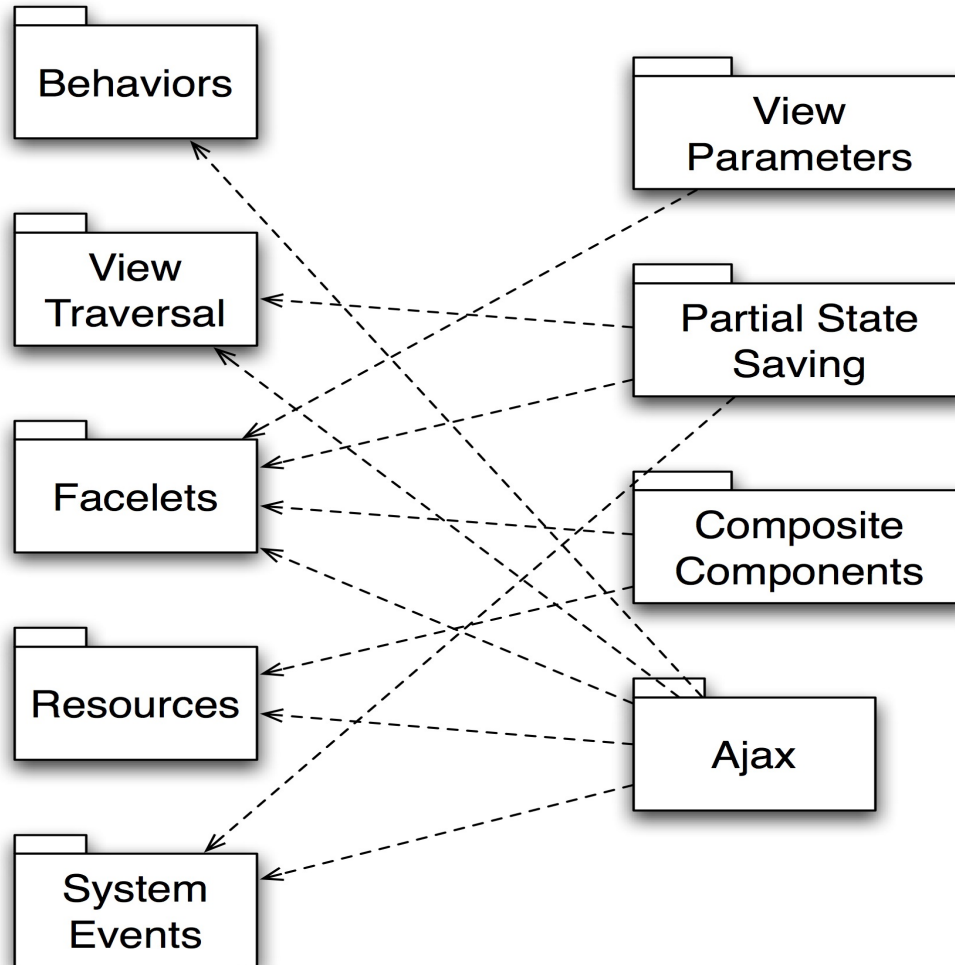 Behaviors
View
Parameters
View
Traversal
Partial State
Saving
Facelets
Composite
Components
Resources
Ajax
System
Events